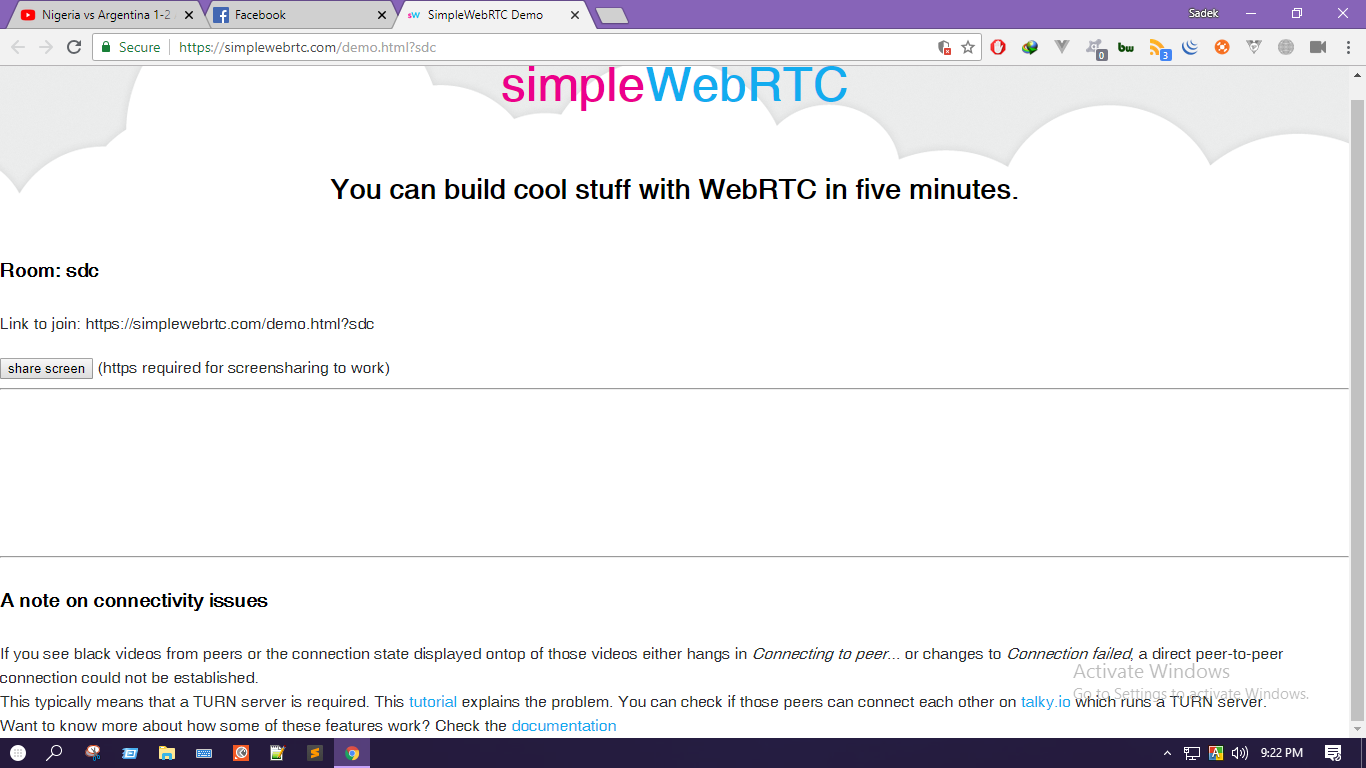 Nigeria vs Argentina 1-2
Facebook
SimpleWebRTC Demo
Sadek
Secure
https://simplewebrtc.com/demo.html?sdc
0
bw
3
simpleWebRTC
You can build cool stuff with WebRTC in five minutes.
Room: sdc
Link to join: https://simplewebrtc.com/demo.html?sdc
share screen (https required for screensharing to work)
A note on connectivity issues
If you see black videos from peers or the connection state displayed ontop of those videos either hangs in Connecting to peer... or changes to Connection failed, a direct peer-to-peer
connection could not be established.
This typically means that a TURN server is required. This tutorial explains the problem. You can check if those peers can connect each other on talky.io which runs a TURN server.
Want to know more about how some of these features work? Check the documentation
Activate Windows
Go to Settings to activate Windows.
9:22 PM